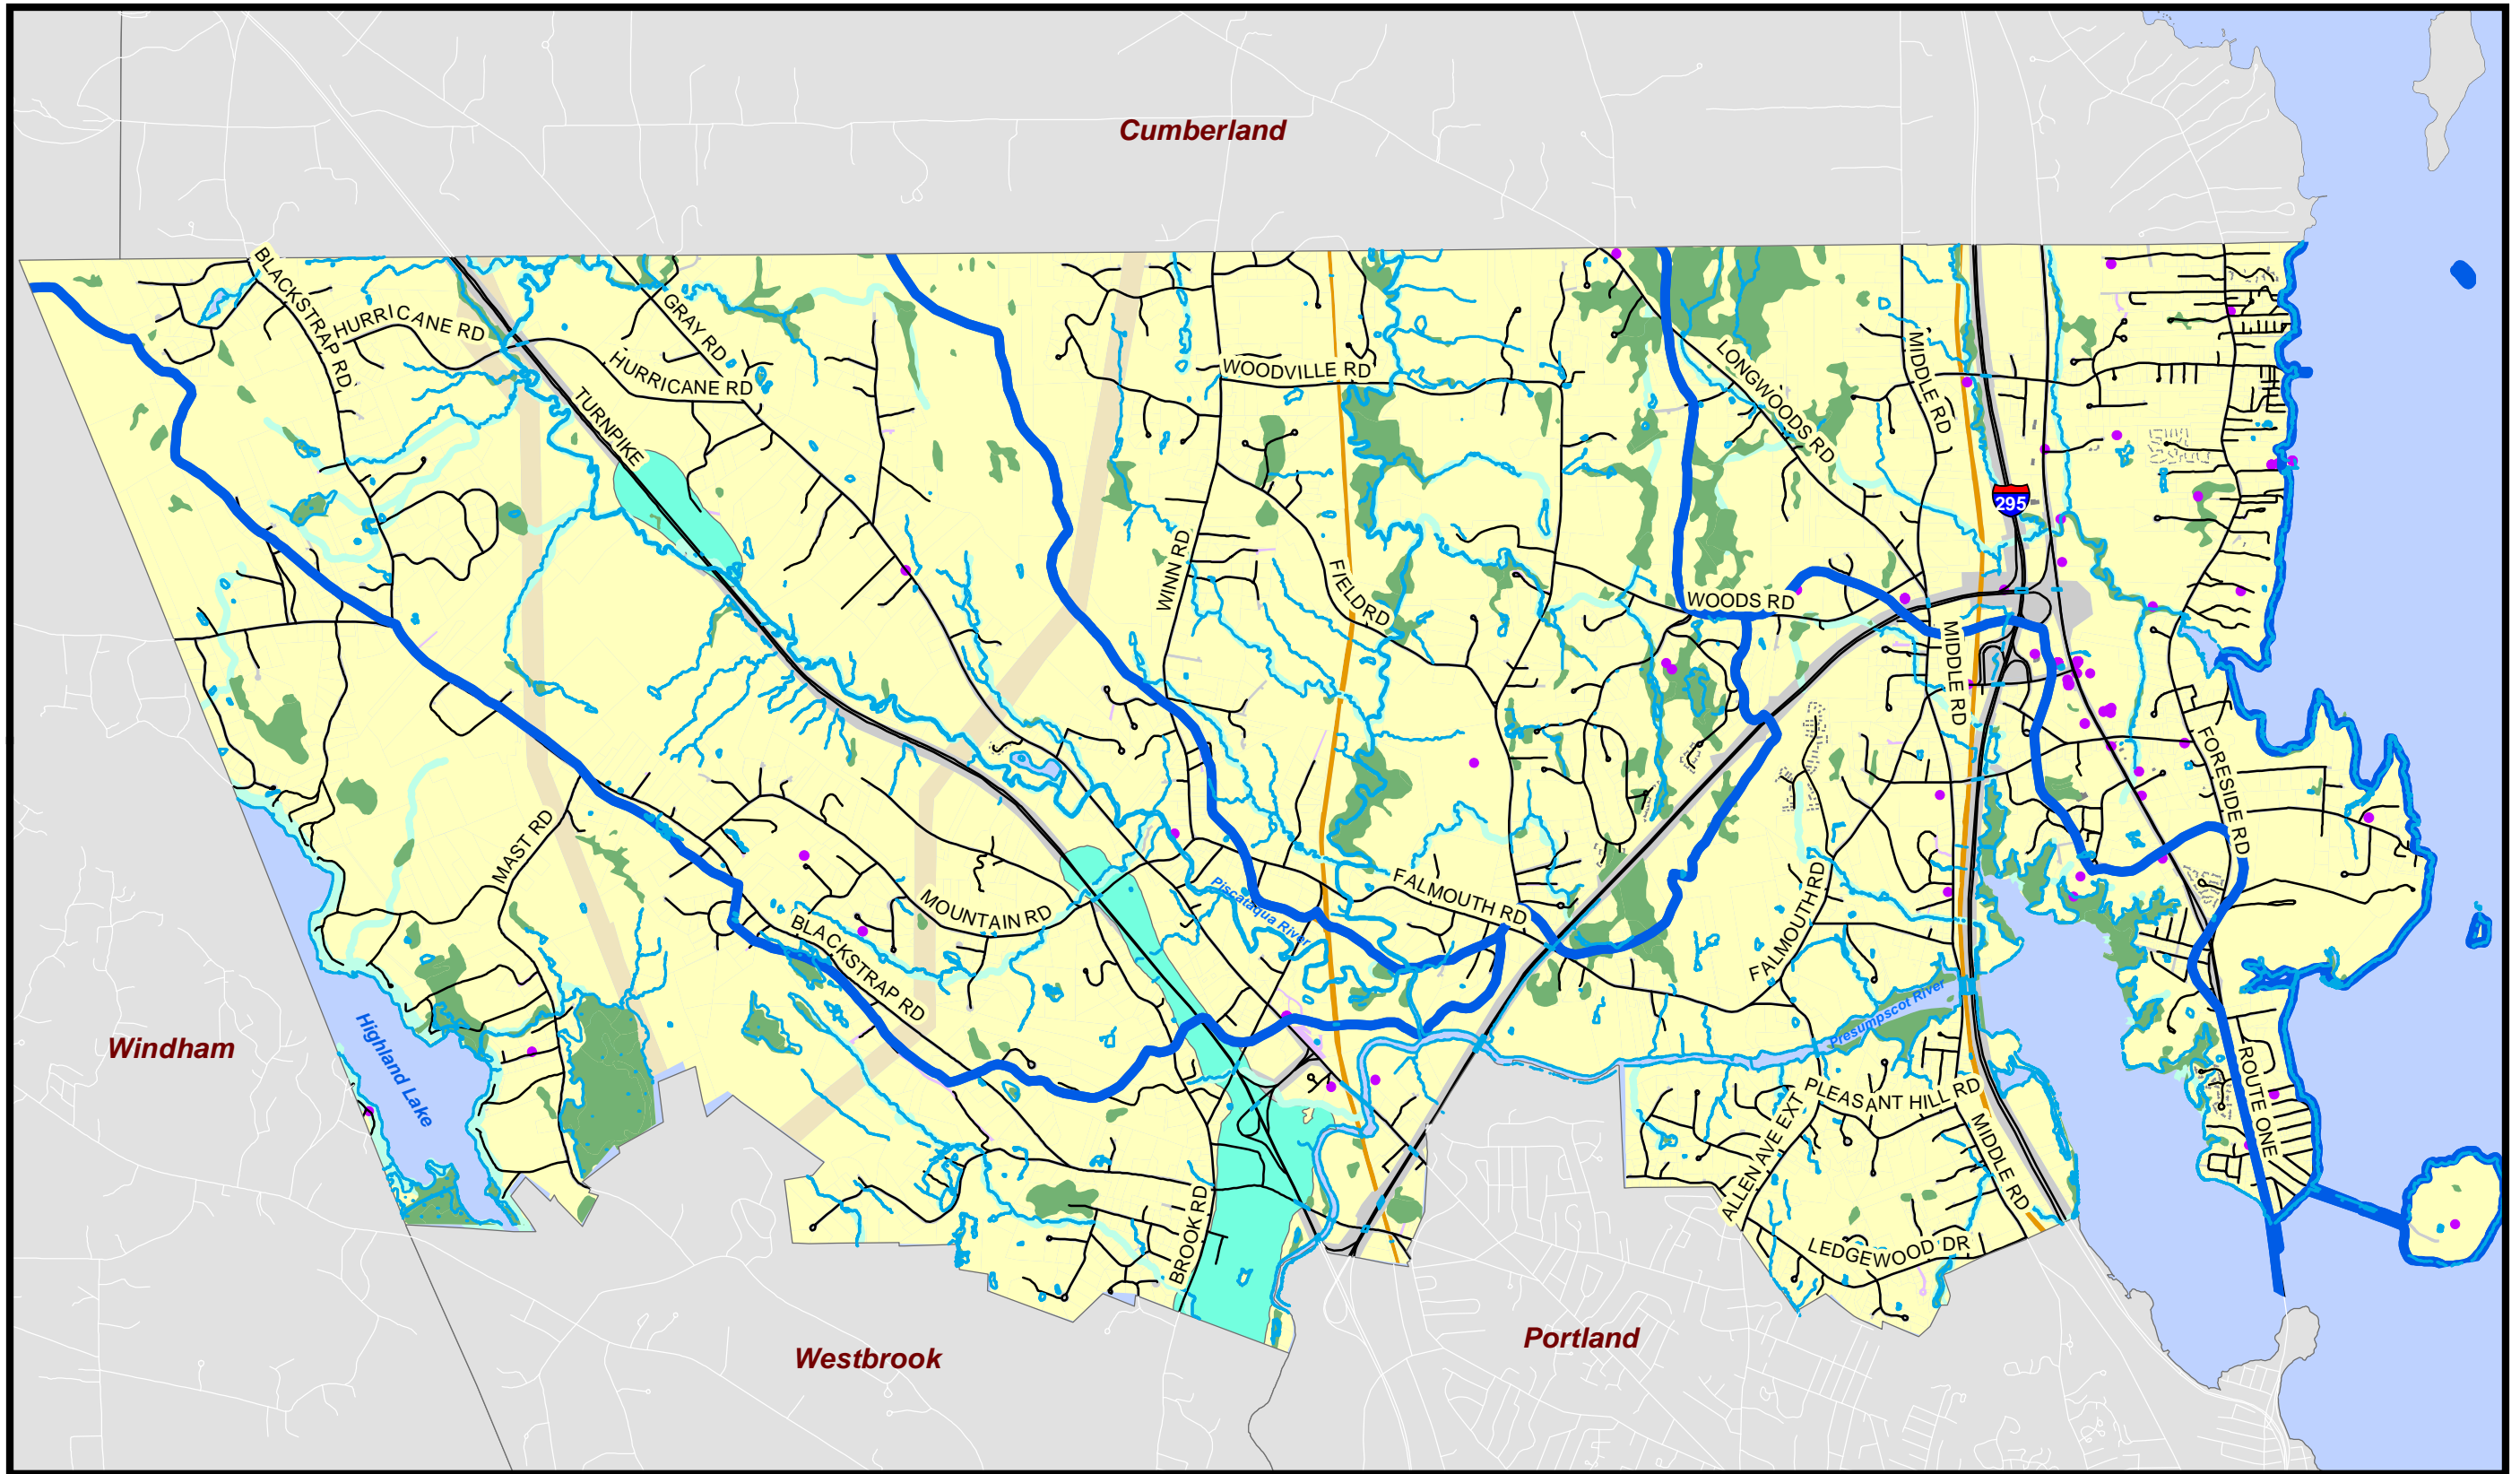 Cumberland
BLACKSTRAP RD
HURRICANE RD
GRAY RD
HURRICANE RD
TURNPIKE
WOODVILLE RD
LONGWOODS RD
MIDDLE RD
295
WINN RD
FIELD RD
WOODS RD
MIDDLE RD
FORESIDE RD
MAST RD
MOUNTAIN RD
BLACKSTRAP RD
Piscataqua River
FALMOUTH RD
FALMOUTH RD
Presumpscot River
Windham
Highland Lake
PLEASANT HILL RD
ALLEN AVE EXT
MIDDLE RD
ROUTE ONE
BROOK RD
LEDGEWOOD DR
Westbrook
Portland